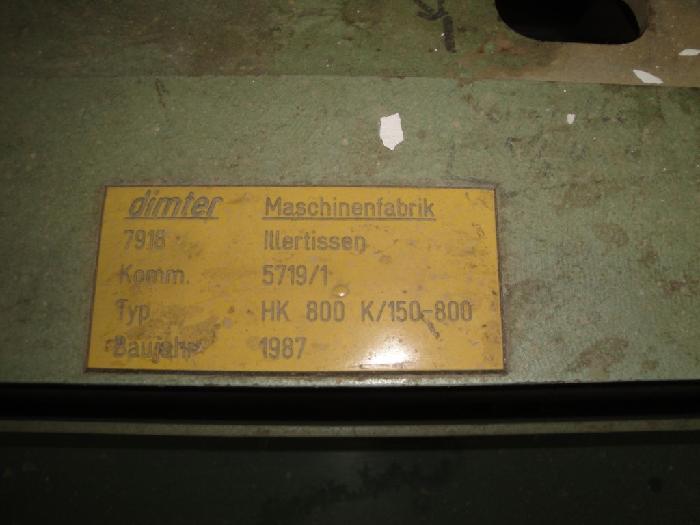 dimter Maschinenfabrik
7918 Illertissen
Komm. 5719/1
Typ HK 800 K/150-800
Baujahr 1987